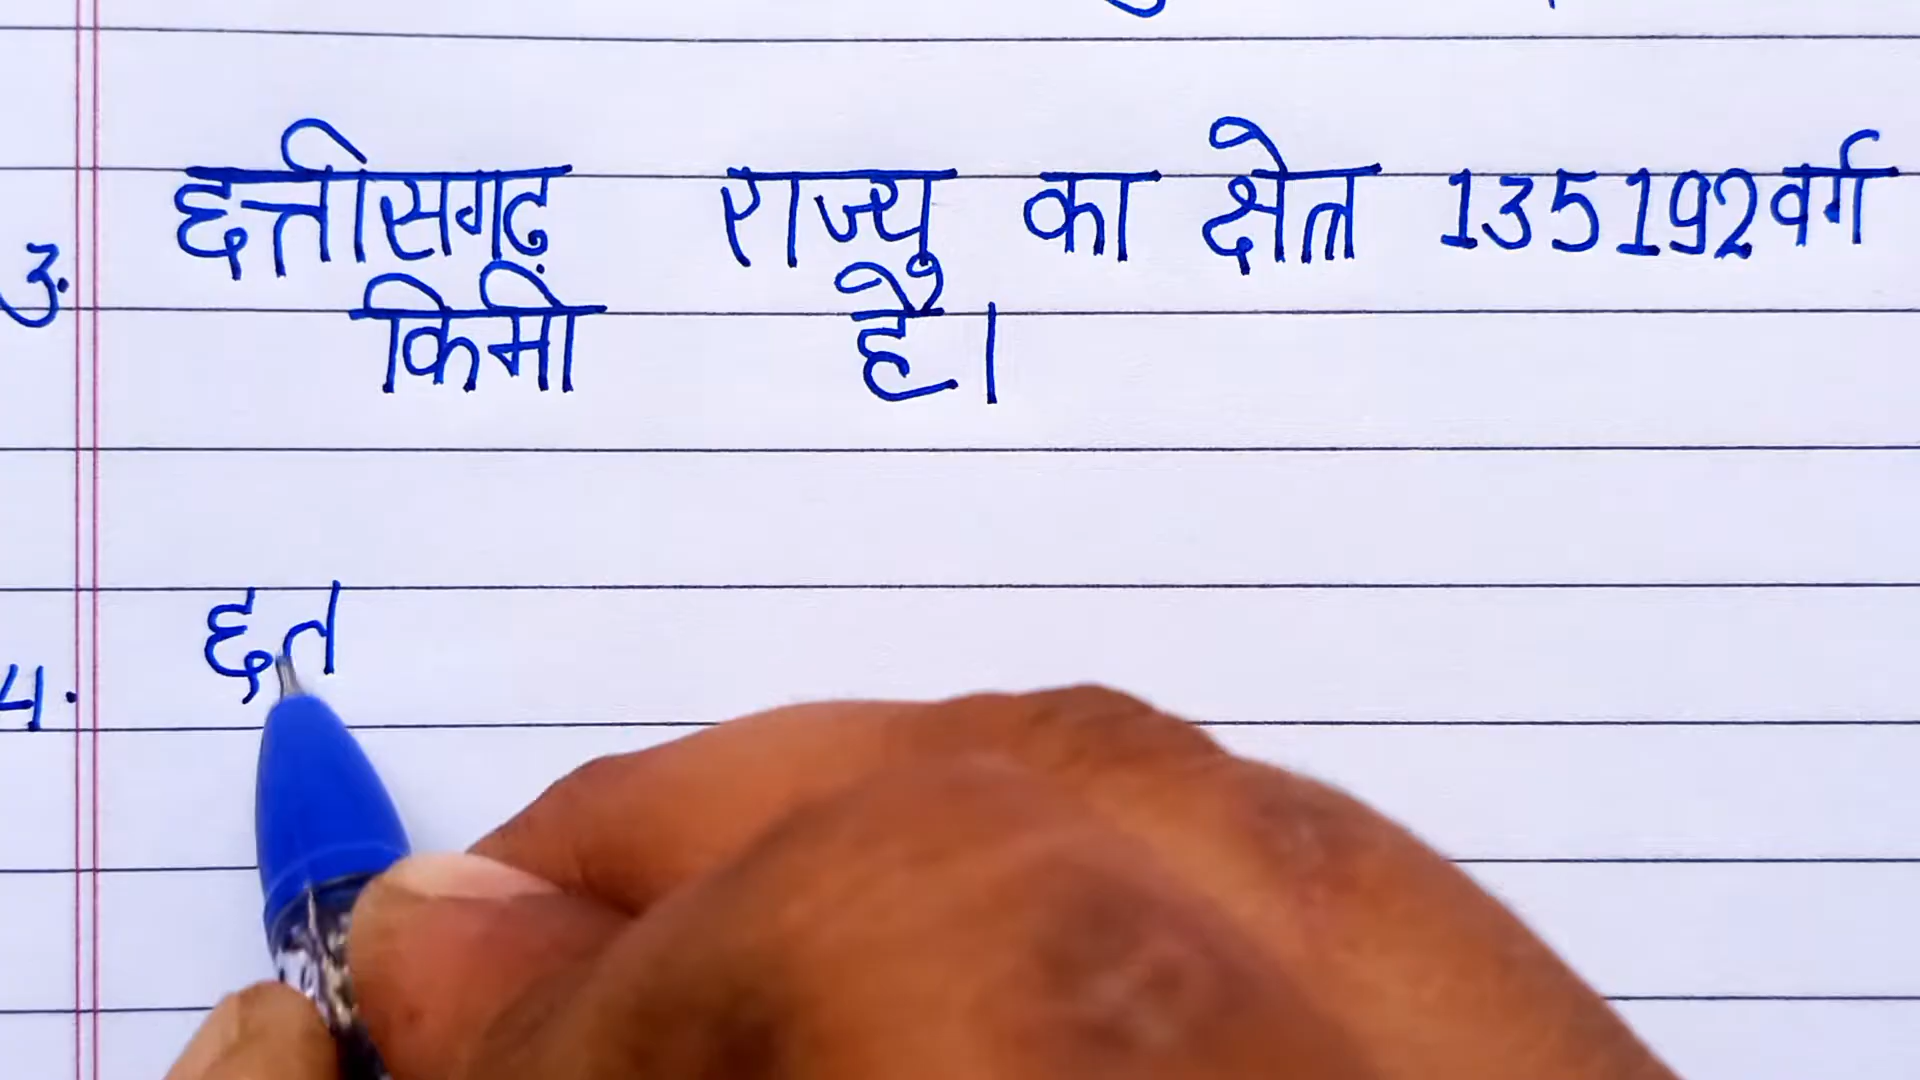 3. छत्तीसगढ़ राज्य का क्षेत्र 135192 वर्ग
किमी है।
4. छत